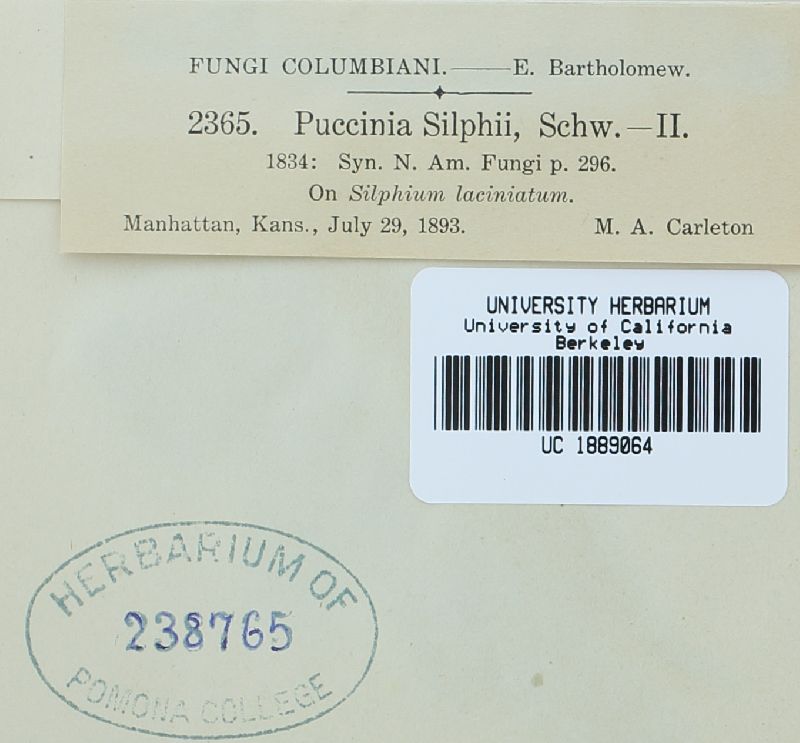 FUNGI COLUMBIANI.——E. Bartholomew.
2365. Puccinia Silphii, Schw.—II.
1834: Syn. N. Am. Fungi p. 296.
On Silphium laciniatum.
Manhattan, Kans., July 29, 1893. M. A. Carleton
UNIVERSITY HERBARIUM
University of California
Berkeley
UC 1889064
HERBARIUM OF
238765
POMONA COLLEGE